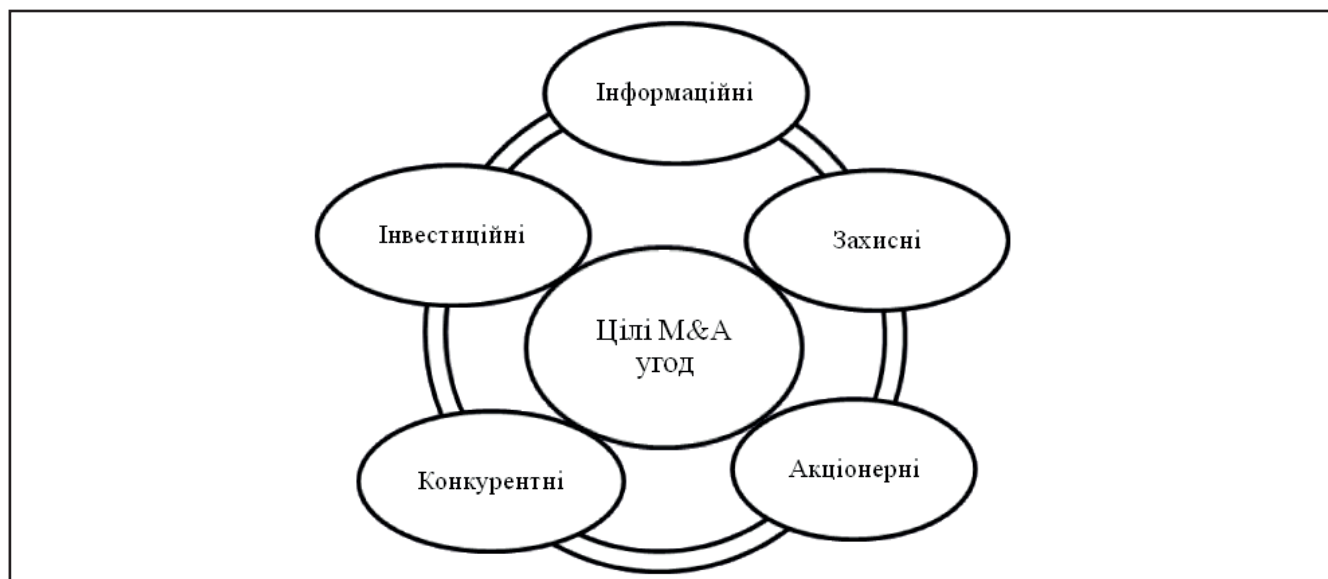 Інформаційні
Інвестиційні
Захисні
Цілі M&A
угод
Конкурентні
Акціонерні